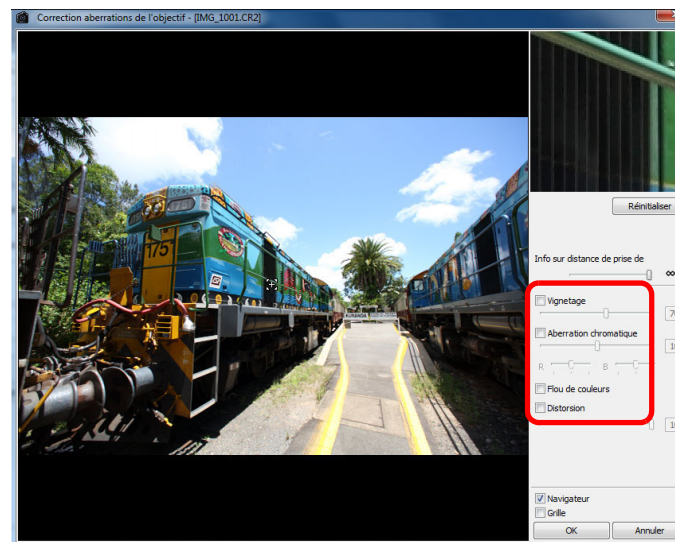 Correction aberrations de l'objectif - [IMG_1001.CR2]
175
KURANDA
Réinitialiser
Info sur distance de prise de
∞
Vignetage
Aberration chromatique
R
B
Flou de couleurs
Distorsion
Navigateur
Grille
OK
Annuler